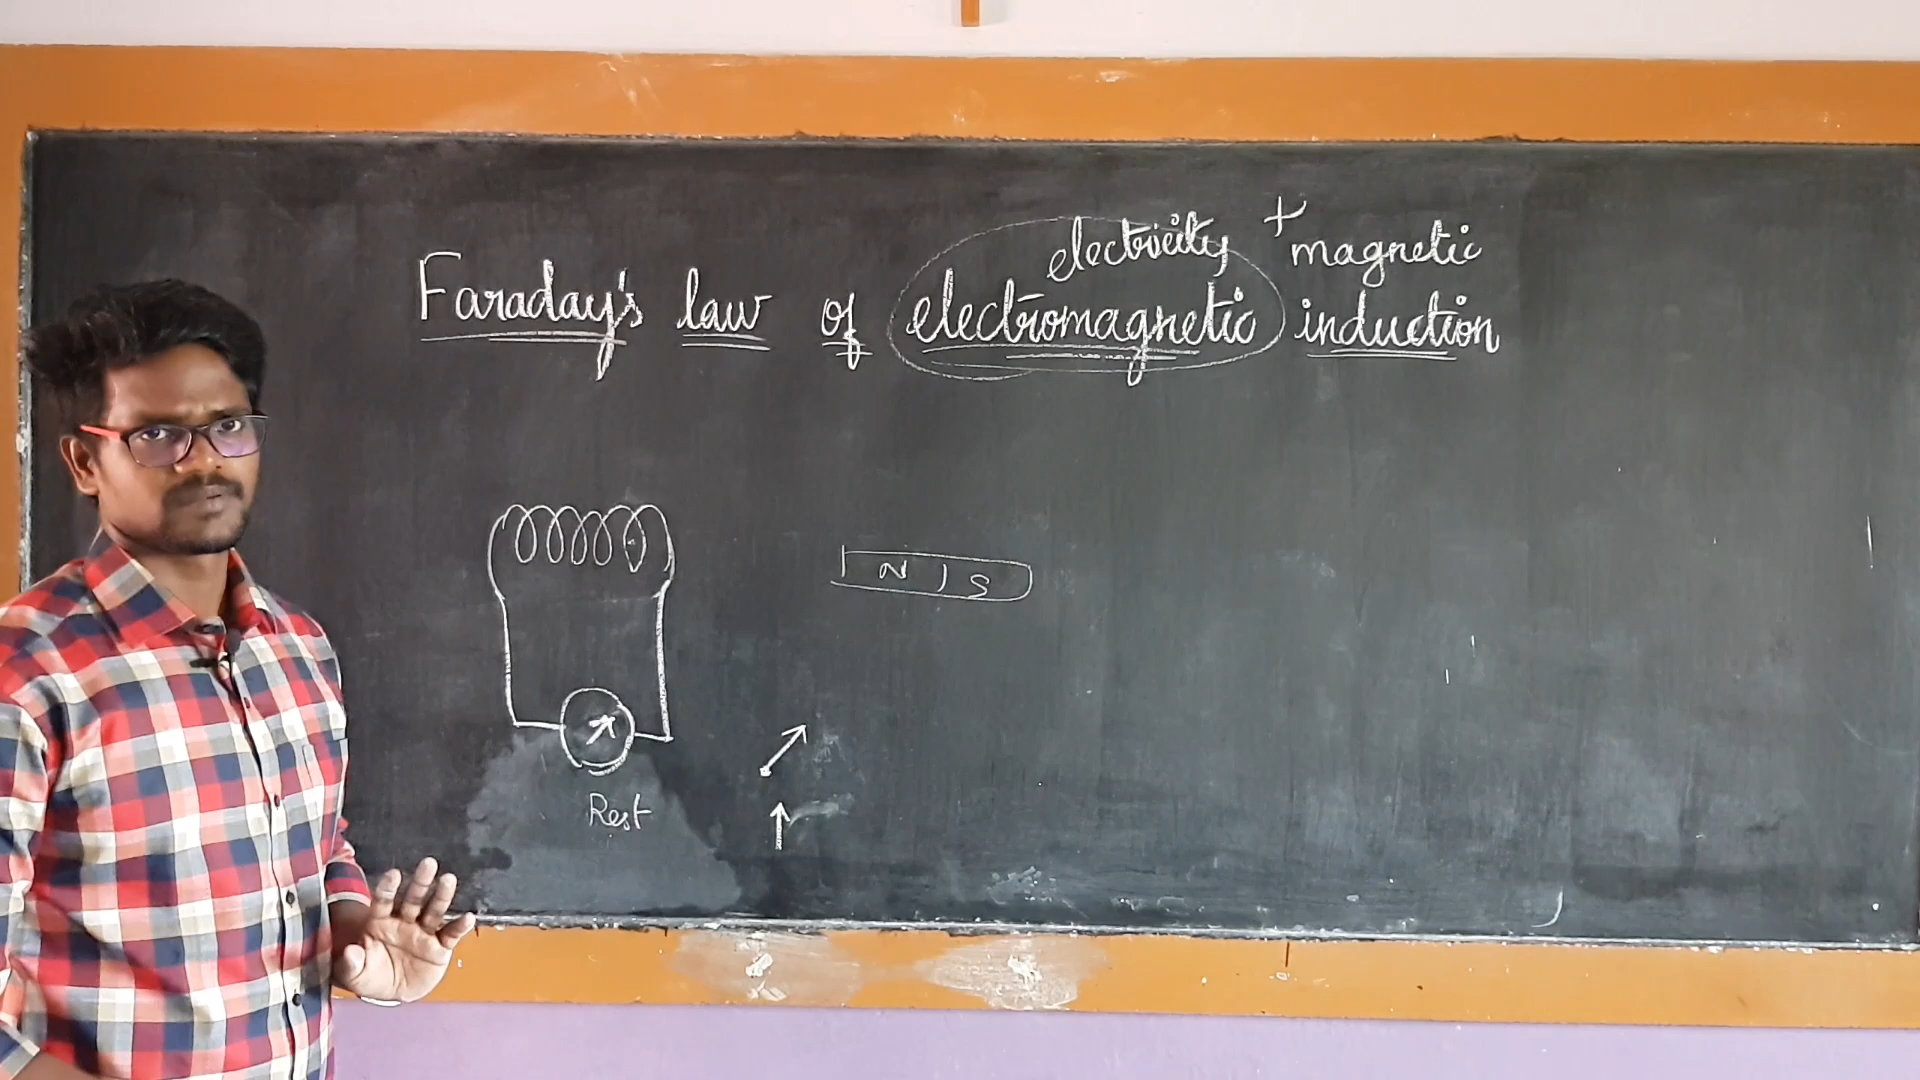 electricity + magnetic
Faraday's law of electromagnetic induction
N S
Rest